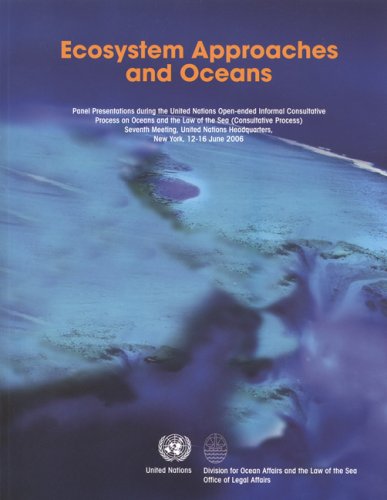 Ecosystem Approaches
and Oceans
Panel Presentations during the United Nations Open-ended Informal Consultative
Process on Oceans and the Law of the Sea (Consultative Process)
Seventh Meeting, United Nations Headquarters,
New York, 12-16 June 2006
United Nations
Division for Ocean Affairs and the Law of the Sea
Office of Legal Affairs